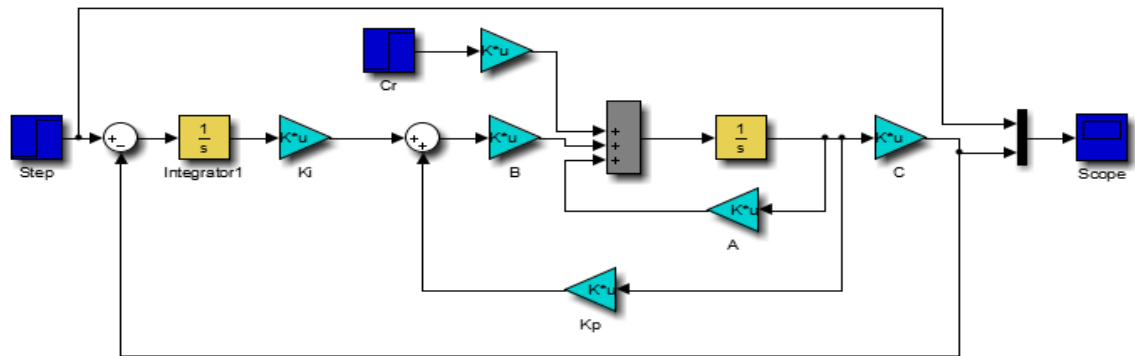 K*u
Cr
+
−
1
s
K*u
+
+
K*u
+
+
+
1
s
K*u
Step
Integrator1
Ki
B
C
Scope
K*u
A
K*u
Kp